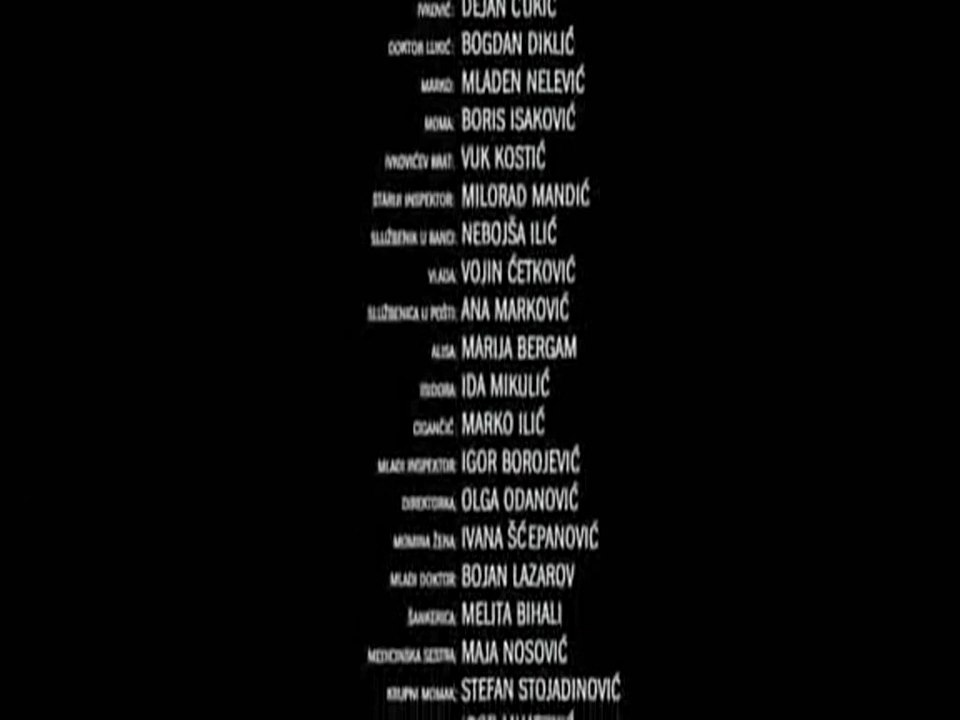 IVKOVIĆ: DEJAN ČUKIĆ
DOKTOR LUKIĆ: BOGDAN DIKLIĆ
MARKO: MLADEN NELEVIĆ
MOMA: BORIS ISAKOVIĆ
IVKOVIĆEV BRAT: VUK KOSTIĆ
STARIJI INSPEKTOR: MILORAD MANDIĆ
SLUŽBENIK U BANCI: NEBOJŠA ILIĆ
VLADA: VOJIN ĆETKOVIĆ
SLUŽBENICA U POŠTI: ANA MARKOVIĆ
ALISA: MARIJA BERGAM
ISIDORA: IDA MIKULIĆ
CIGANČIĆ: MARKO ILIĆ
MLADI INSPEKTOR: IGOR BOROJEVIĆ
DIREKTORKA: OLGA ODANOVIĆ
MOMINA ŽENA: IVANA ŠĆEPANOVIĆ
MLADI DOKTOR: BOJAN LAZAROV
ŠANKERICA: MELITA BIHALI
MEDICINSKA SESTRA: MAJA NOSOVIĆ
KRUPNI MOMAK: STEFAN STOJADINOVIĆ